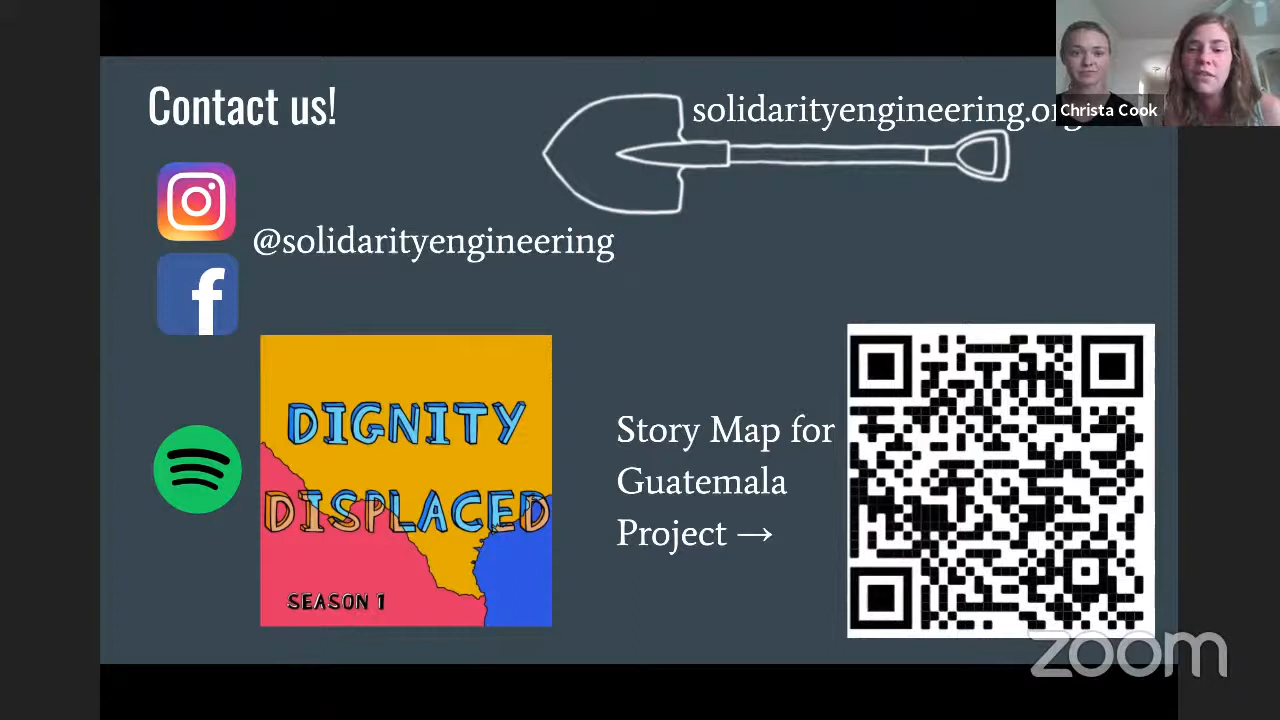 Contact us!
solidarityengineering.org
Christa Cook
@solidarityengineering
f
DIGNITY
DISPLACED
SEASON 1
Story Map for
Guatemala
Project →
zoom